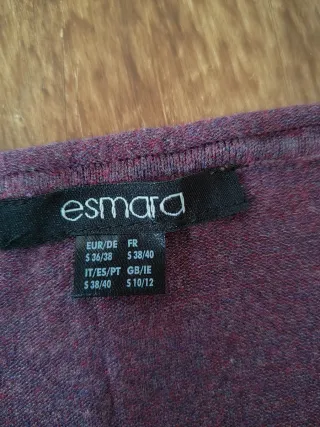 esmara
EUR/DE FR
S 36/38 S 38/40
IT/ES/PT GB/IE
S 38/40 S 10/12